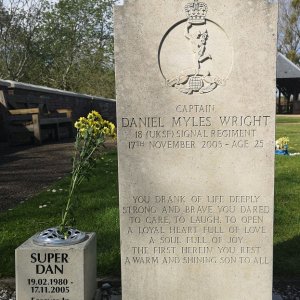 CAPTAIN
DANIEL MYLES WRIGHT
18 (UKSF) SIGNAL REGIMENT
17TH NOVEMBER 2005 - AGE 25
YOU DRANK OF LIFE DEEPLY
STRONG AND BRAVE YOU DARED
TO CARE, TO LAUGH, TO OPEN
A LOYAL HEART FULL OF LOVE
A SOUL FULL OF JOY
THE FIRST HEREIN YOU REST
A WARM AND SHINING SON TO ALL
SUPER
DAN
19.02.1980 -
17.11.2005